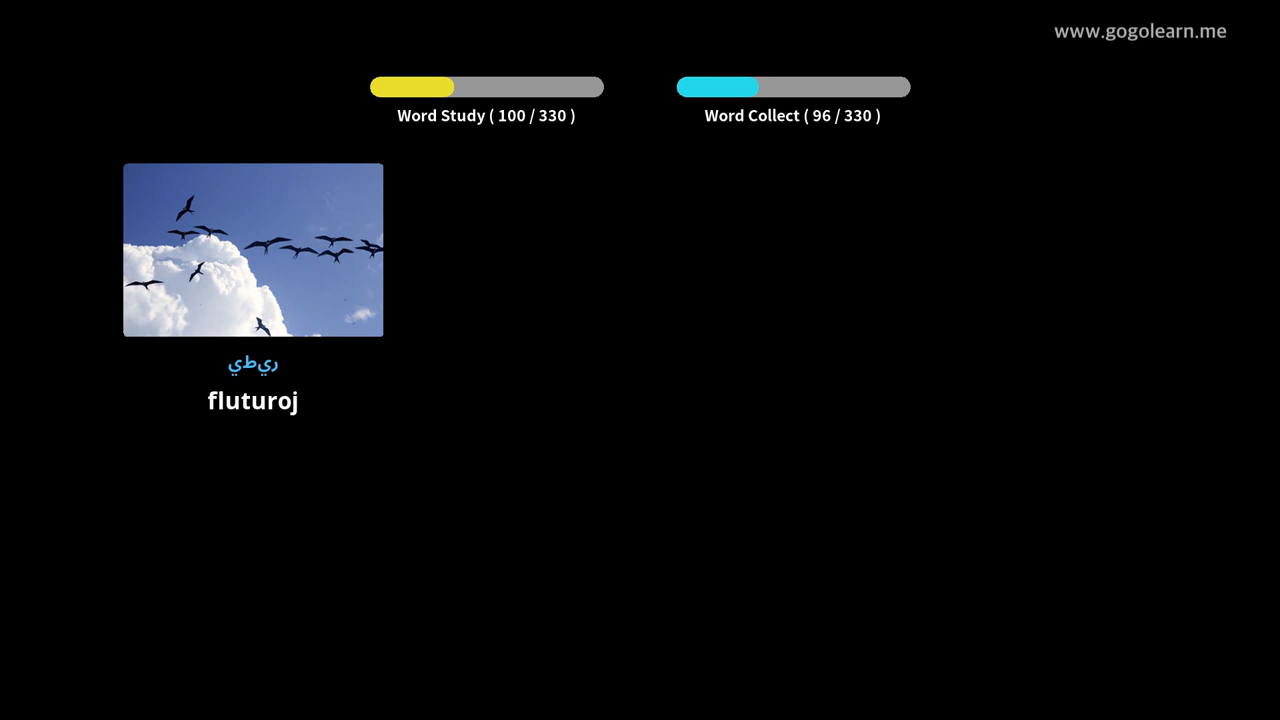 www.gogolearn.me
Word Study ( 100 / 330 )
Word Collect ( 96 / 330 )
ريطي
fluturoj